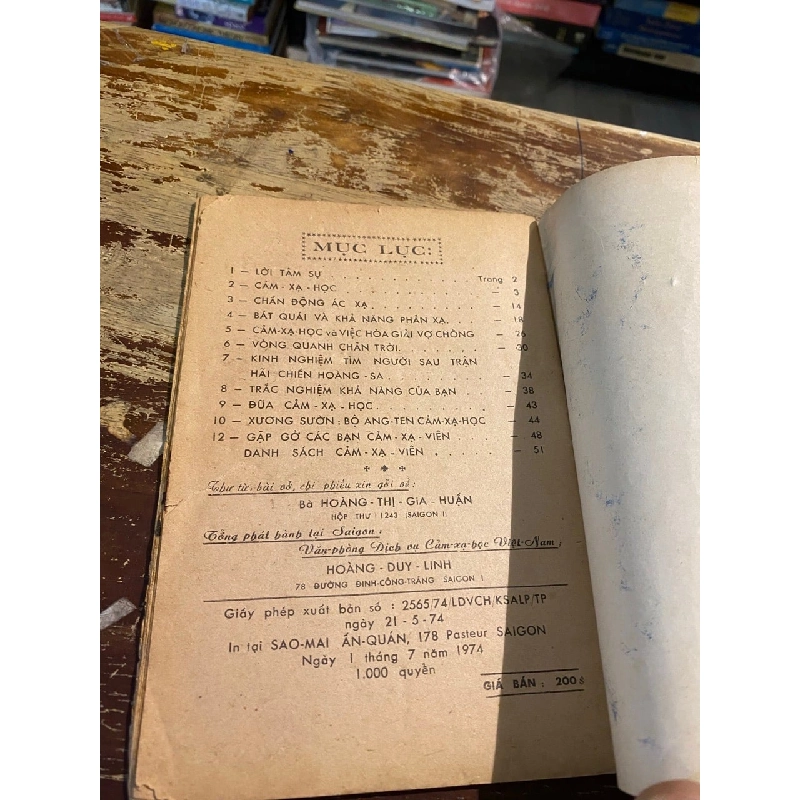 MỤC LỤC:
1 — LỜI TÂM SỰ . . . . . . . . . . Trang 2
2 — CẢM - XẠ - HỌC . . . . . . . . . . — 3
3 — CHẤN ĐỘNG ÁC XẠ . . . . . . . . . . — 14
4 — BÁT QUÁI VÀ KHẢ NĂNG PHẢN XẠ. . . . — 18
5 — CẢM-XẠ-HỌC và VIỆC HÒA GIẢI VỢ CHỒNG — 26
6 — VÒNG QUANH CHÂN TRỜI. . . . . . . . — 30
7 — KINH NGHIỆM TÌM NGƯỜI SAU TRẬN
HẢI CHIẾN HOÀNG - SA . . . . . . . . — 34
8 — TRẮC NGHIỆM KHẢ NĂNG CỦA BẠN . . . . — 38
9 — ĐŨA CẢM - XẠ - HỌC. . . . . . . . . — 43
10 — XƯƠNG SƯỜN : BỘ ANG-TEN CẢM-XẠ-HỌC — 44
12 — GẶP GỠ CÁC BẠN CẢM - XẠ - VIÊN . . . . — 48
DANH SÁCH CẢM - XẠ - VIÊN . . . . . . — 51
Thư từ, bài vở, chi phiếu xin gởi về :
Bà HOÀNG - THỊ - GIA - HUẤN
HỘP THƯ : 1243 (SAIGON)
Tổng phát hành tại Saigon :
Văn-phòng Dịch vụ Cảm-xạ-học Việt-Nam :
HOÀNG - DUY - LINH
78 ĐƯỜNG ĐINH-CÔNG-TRÁNG SAIGON 1
Giấy phép xuất bản số : 2565/74/LDVCH/KSALP/TP
ngày 21 - 5 - 74
In tại SAO-MAI ẤN-QUÁN, 178 Pasteur SAIGON
Ngày 1 tháng 7 năm 1974
1.000 quyển
GIÁ BÁN : 200$